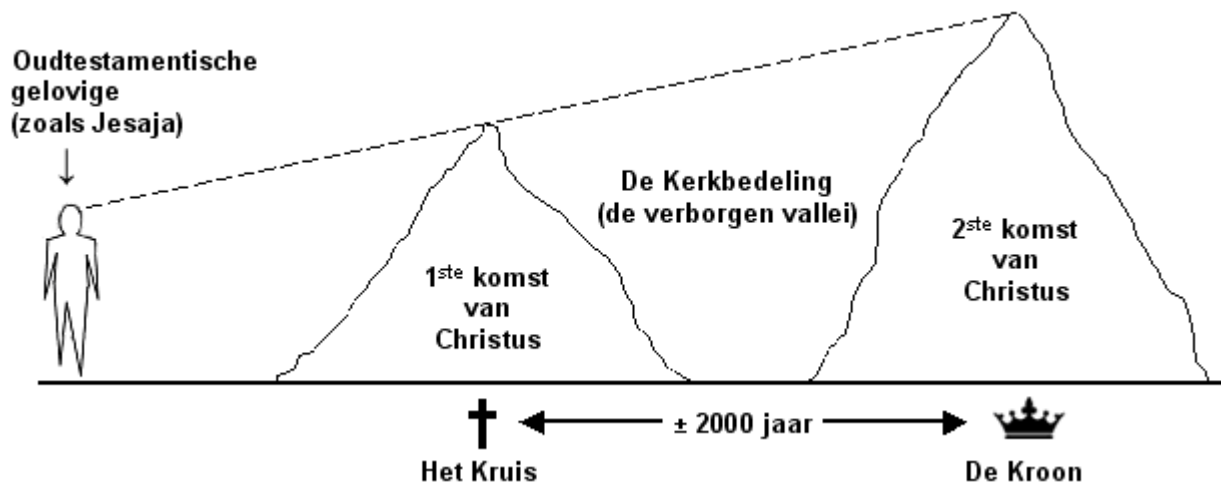 Oudtestamentische
gelovige
(zoals Jesaja)
De Kerkbedeling
(de verborgen vallei)
1ste komst
van
Christus
2ste komst
van
Christus
± 2000 jaar
Het Kruis
De Kroon